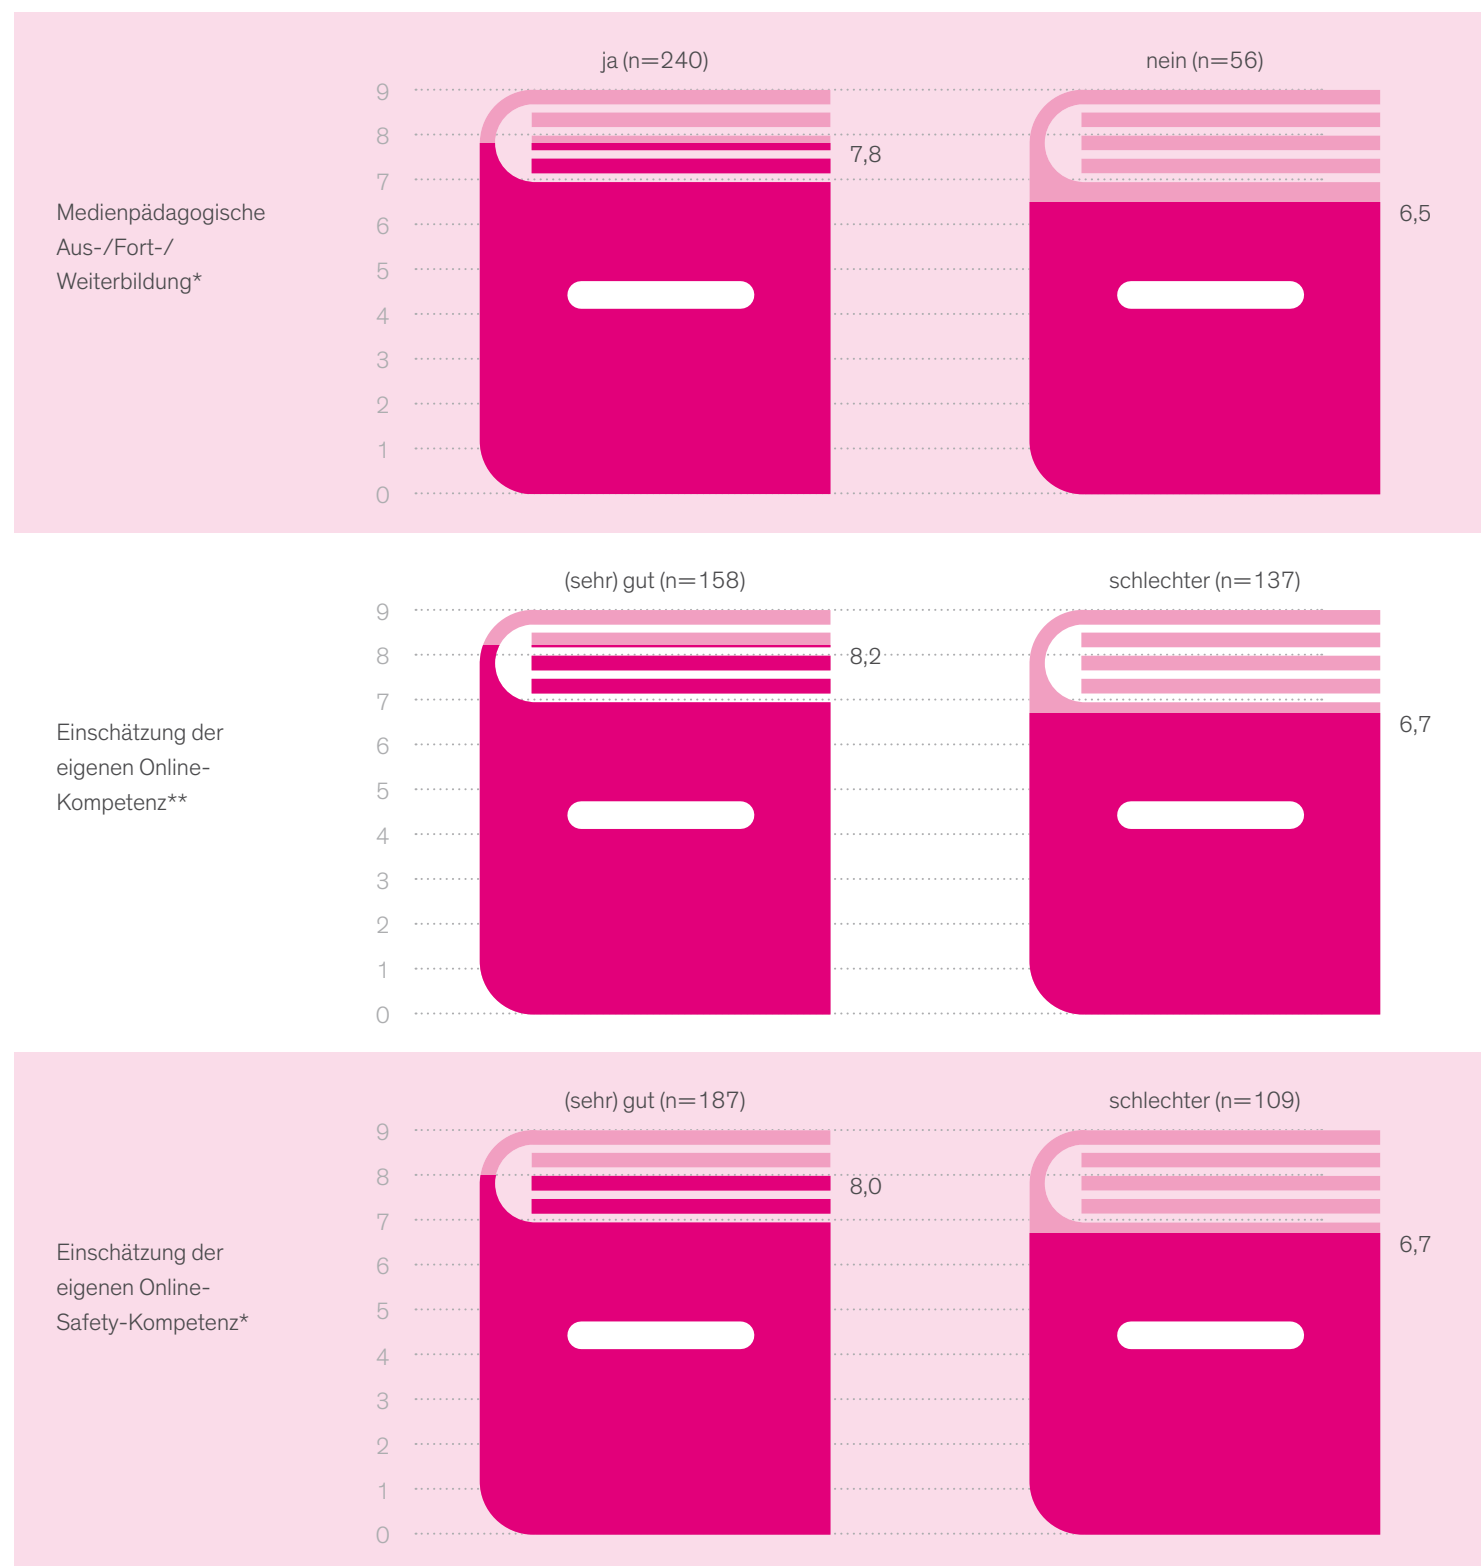 ja (n=240)
nein (n=56)
9
8
7
6
5
4
3
2
1
0
7,8
6,5
Medienpädagogische
Aus-/Fort-/
Weiterbildung*
(sehr) gut (n=158)
schlechter (n=137)
9
8
7
6
5
4
3
2
1
0
8,2
6,7
Einschätzung der
eigenen Online-
Kompetenz**
(sehr) gut (n=187)
schlechter (n=109)
9
8
7
6
5
4
3
2
1
0
8,0
6,7
Einschätzung der
eigenen Online-
Safety-Kompetenz*